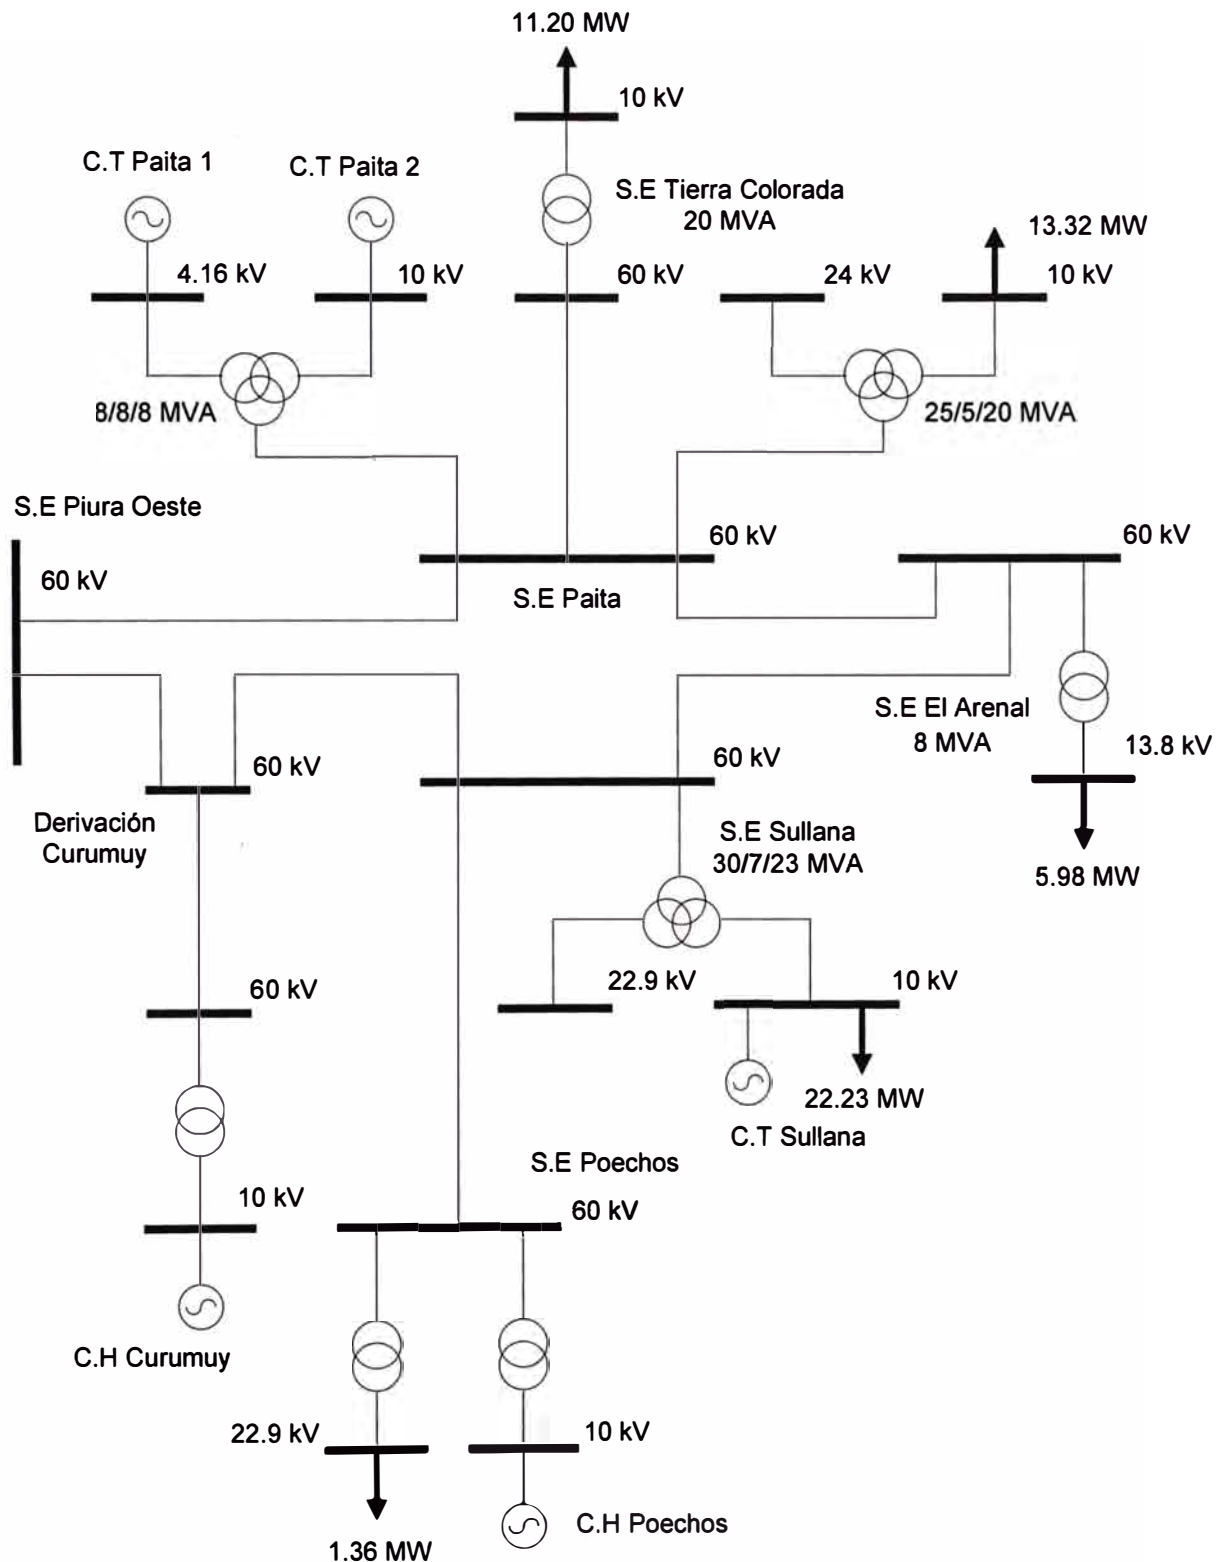 11.20 MW
10 kV
C.T Paita 1
C.T Paita 2
S.E Tierra Colorada
20 MVA
13.32 MW
4.16 kV
10 kV
60 kV
24 kV
10 kV
8/8/8 MVA
25/5/20 MVA
S.E Piura Oeste
60 kV
60 kV
60 kV
S.E Paita
S.E El Arenal
8 MVA
13.8 kV
60 kV
60 kV
Derivación
Curumuy
S.E Sullana
30/7/23 MVA
5.98 MW
60 kV
22.9 kV
10 kV
22.23 MW
C.T Sullana
S.E Poechos
10 kV
60 kV
C.H Curumuy
22.9 kV
10 kV
C.H Poechos
1.36 MW